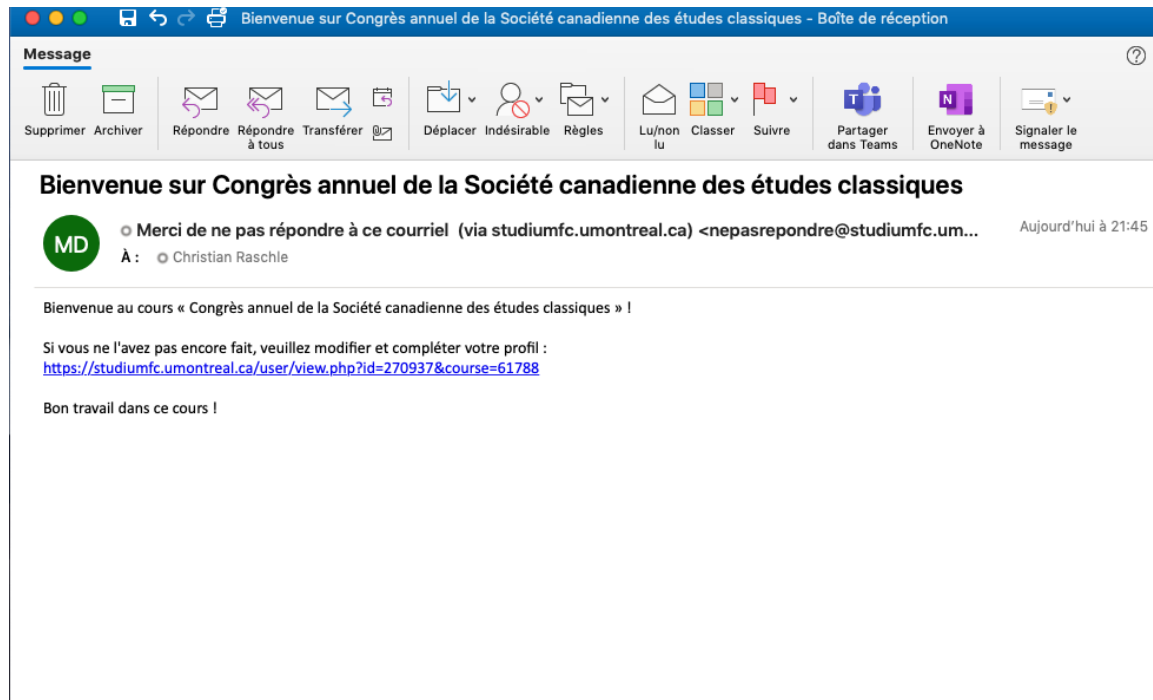 Bienvenue sur Congrès annuel de la Société canadienne des études classiques – Boîte de réception
Message
?
Supprimer Archiver Répondre Répondre à tous Transférer Déplacer Indésirable Règles Lu/non lu Classer Suivre Partager dans Teams Envoyer à OneNote Signaler le message
Bienvenue sur Congrès annuel de la Société canadienne des études classiques
MD
Merci de ne pas répondre à ce courriel (via studiumfc.umontreal.ca) <nepasrepondre@studiumfc.um...
Aujourd’hui à 21:45
À : Christian Raschle
Bienvenue au cours « Congrès annuel de la Société canadienne des études classiques » !
Si vous ne l'avez pas encore fait, veuillez modifier et compléter votre profil :
https://studiumfc.umontreal.ca/user/view.php?id=270937&course=61788
Bon travail dans ce cours !